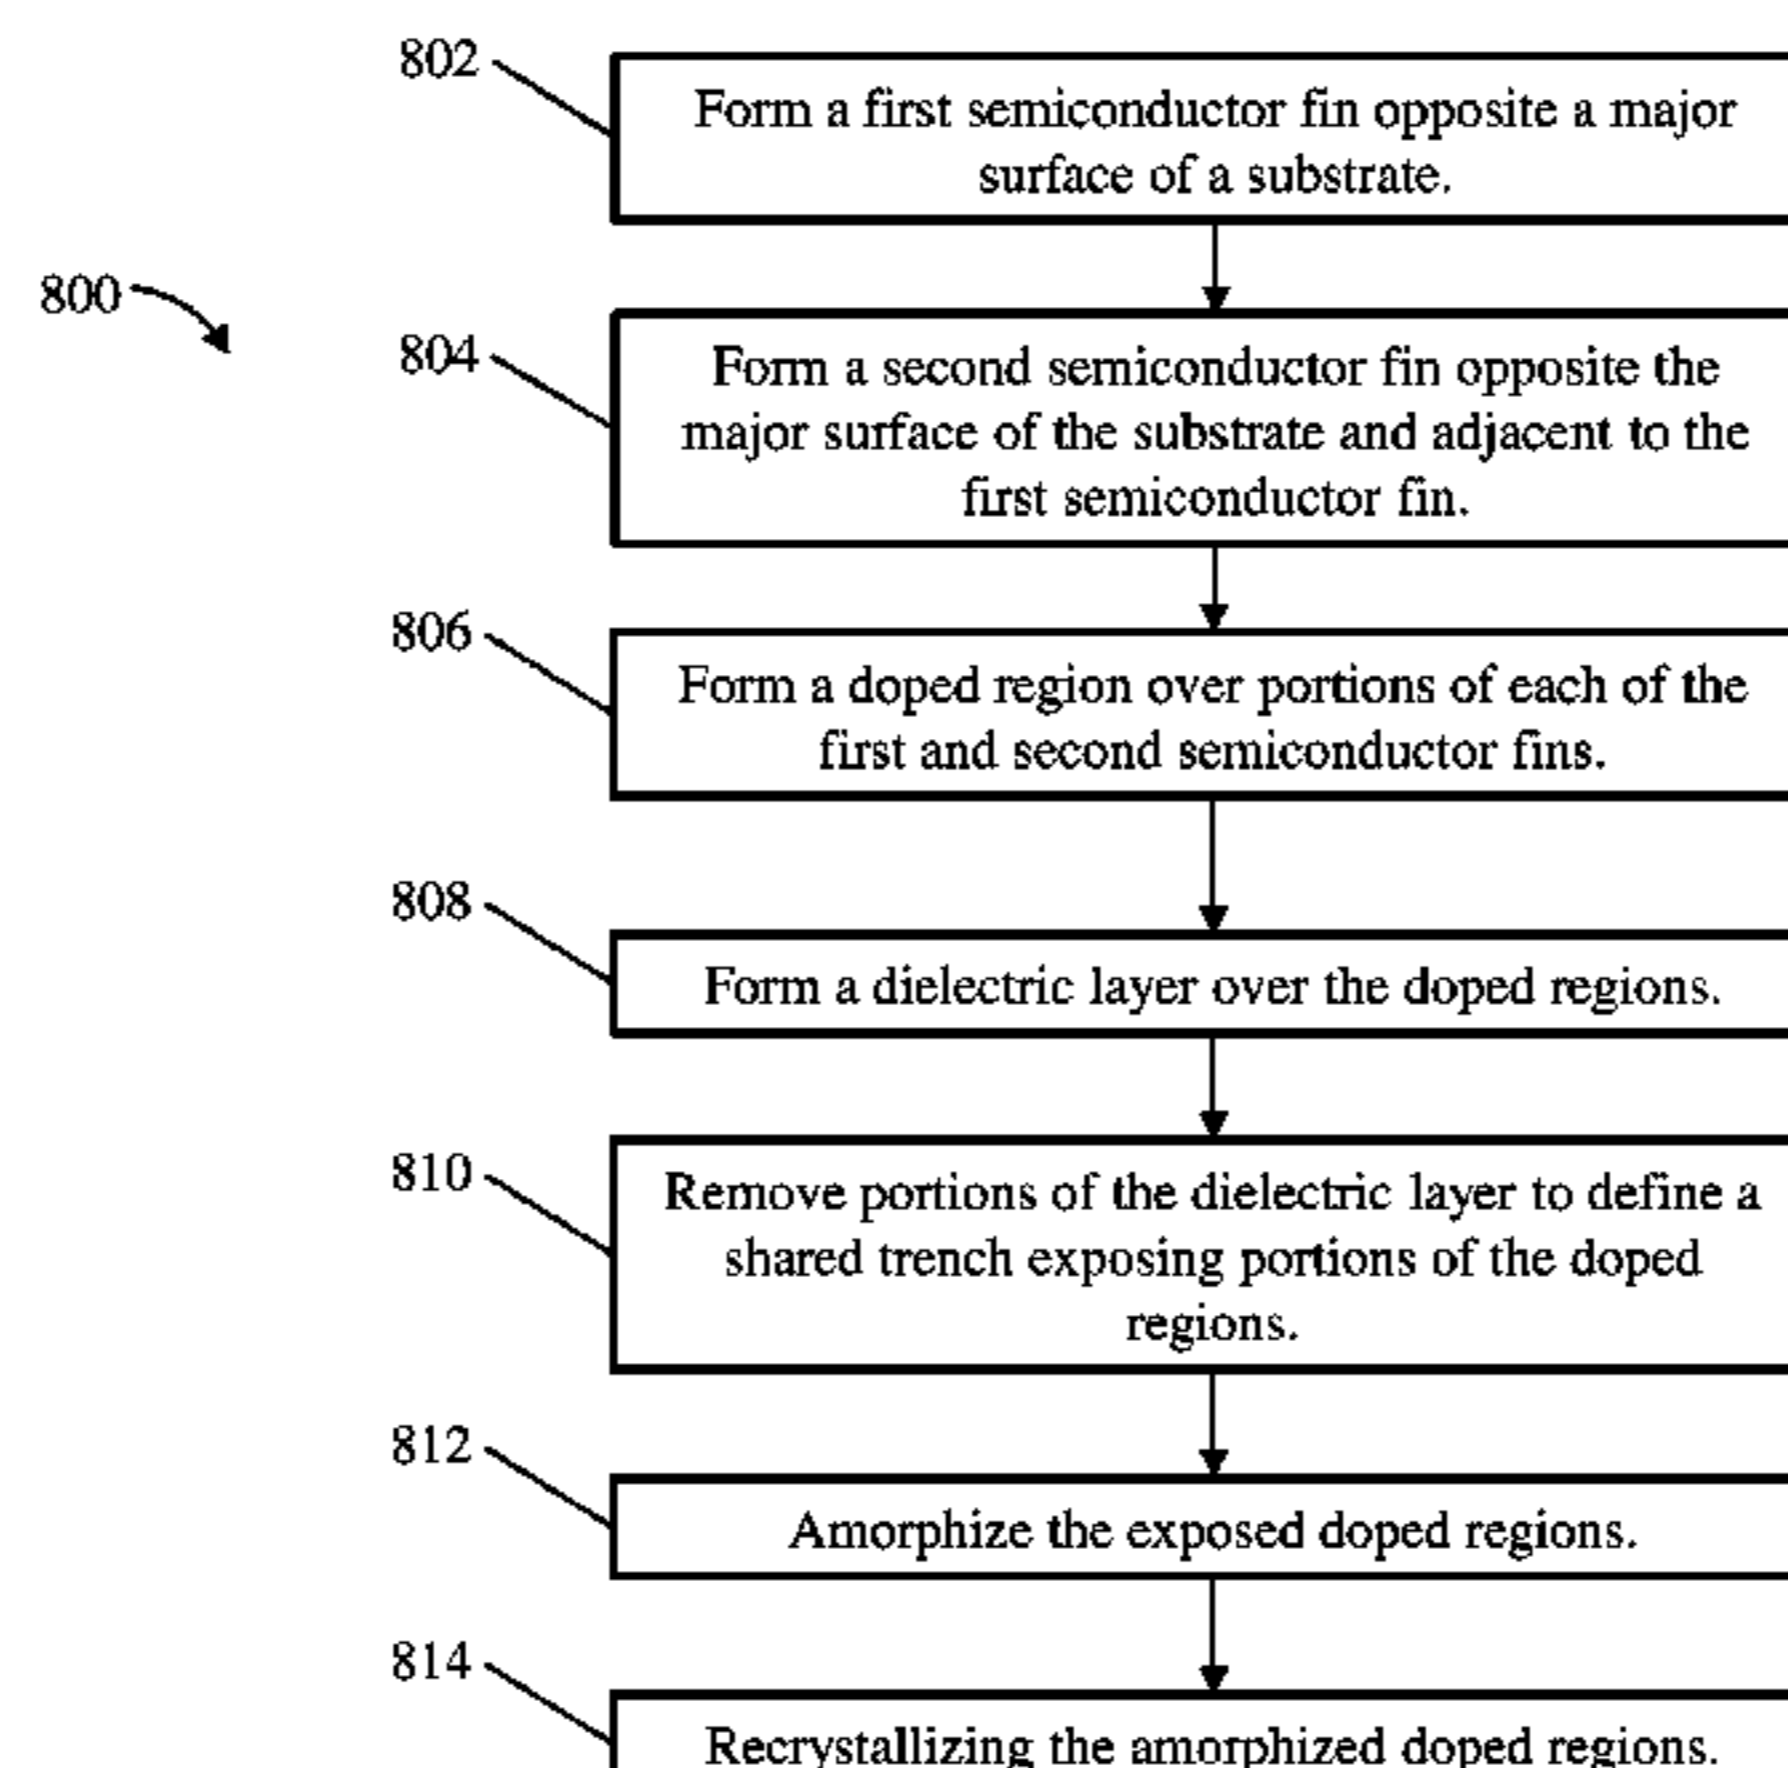 802
Form a first semiconductor fin opposite a major
surface of a substrate.
800
804
Form a second semiconductor fin opposite the
major surface of the substrate and adjacent to the
first semiconductor fin.
806
Form a doped region over portions of each of the
first and second semiconductor fins.
808
Form a dielectric layer over the doped regions.
810
Remove portions of the dielectric layer to define a
shared trench exposing portions of the doped
regions.
812
Amorphize the exposed doped regions.
814
Recrystallizing the amorphized doped regions.